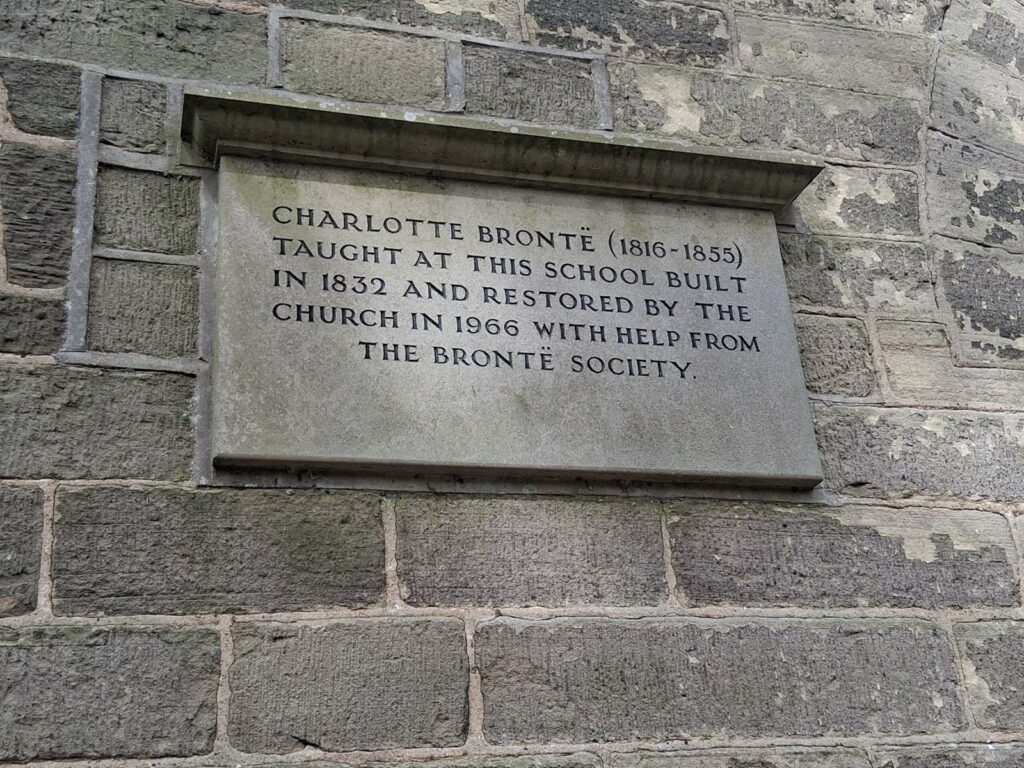 CHARLOTTE BRONTË (1816-1855)
TAUGHT AT THIS SCHOOL BUILT
IN 1832 AND RESTORED BY THE
CHURCH IN 1966 WITH HELP FROM
THE BRONTË SOCIETY.